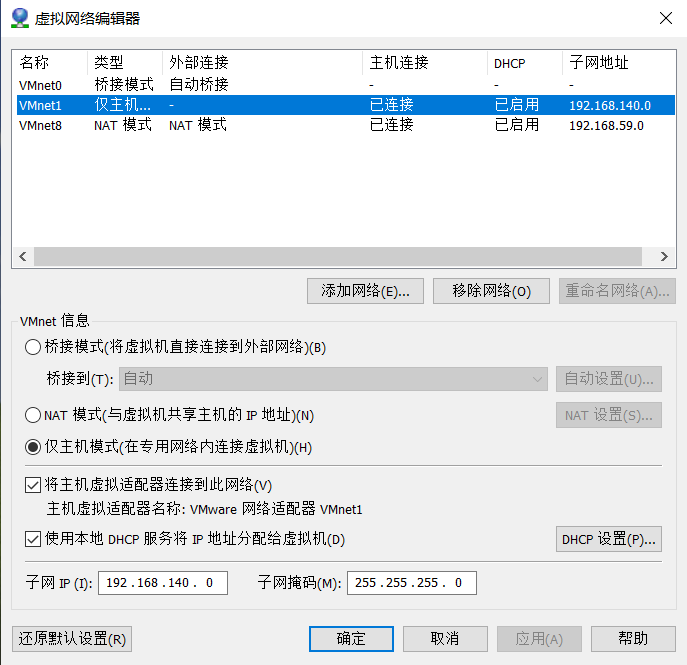 虚拟网络编辑器
名称 类型 外部连接 主机连接 DHCP 子网地址
VMnet0 桥接模式 自动桥接 - - -
VMnet1 仅主机... - 已连接 已启用 192.168.140.0
VMnet8 NAT 模式 NAT 模式 已连接 已启用 192.168.59.0
添加网络(E)... 移除网络(O) 重命名网络(A)...
VMnet 信息
桥接模式(将虚拟机直接连接到外部网络)(B)
桥接到(T): 自动 自动设置(U)...
NAT 模式(与虚拟机共享主机的 IP 地址)(N) NAT 设置(S)...
仅主机模式(在专用网络内连接虚拟机)(H)
将主机虚拟适配器连接到此网络(V)
主机虚拟适配器名称: VMware 网络适配器 VMnet1
使用本地 DHCP 服务将 IP 地址分配给虚拟机(D) DHCP 设置(P)...
子网 IP (I): 192 . 168 . 140 . 0 子网掩码(M): 255 . 255 . 255 . 0
还原默认设置(R) 确定 取消 应用(A) 帮助